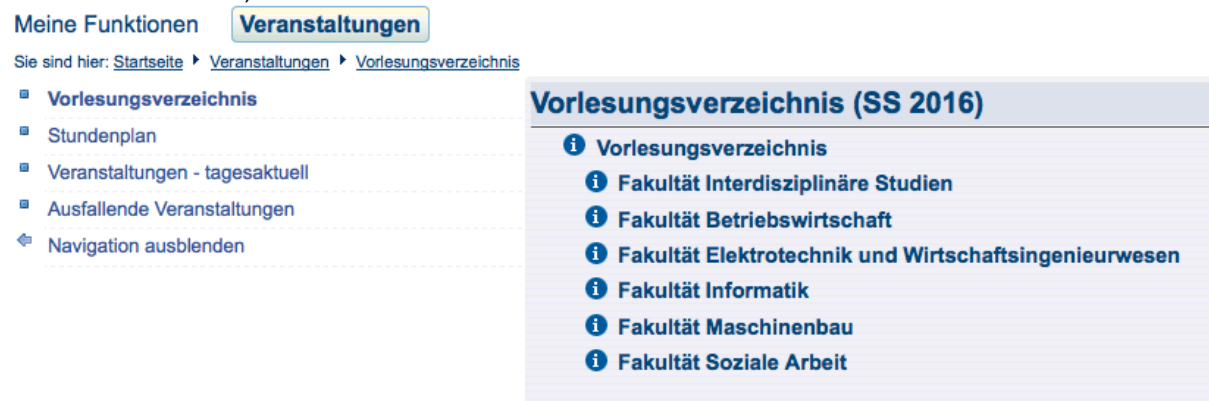 Meine Funktionen Veranstaltungen
Sie sind hier: Startseite Veranstaltungen Vorlesungsverzeichnis
Vorlesungsverzeichnis
Stundenplan
Veranstaltungen - tagesaktuell
Ausfallende Veranstaltungen
Navigation ausblenden
Vorlesungsverzeichnis (SS 2016)
Vorlesungsverzeichnis
Fakultät Interdisziplinäre Studien
Fakultät Betriebswirtschaft
Fakultät Elektrotechnik und Wirtschaftsingenieurwesen
Fakultät Informatik
Fakultät Maschinenbau
Fakultät Soziale Arbeit